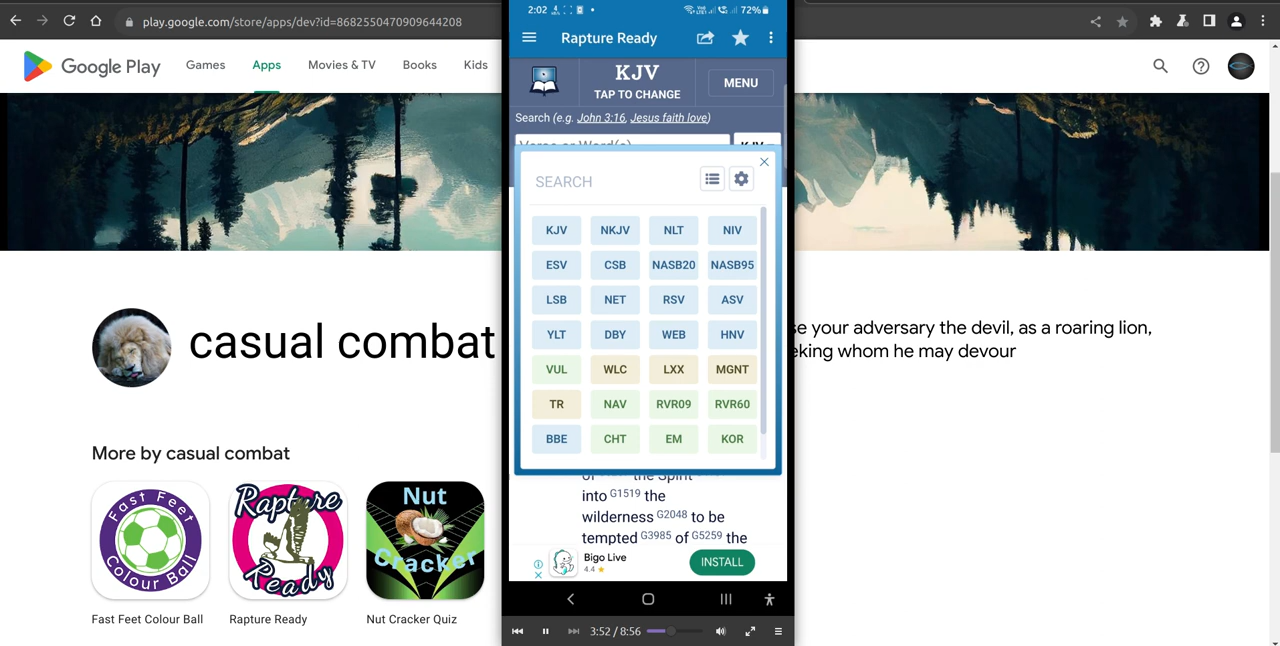 play.google.com/store/apps/dev?id=8682550470909644208
Google Play
Games
Apps
Movies & TV
Books
Kids
casual combat
se your adversary the devil, as a roaring lion,
eking whom he may devour
More by casual combat
Fast Feet
Colour Ball
Rapture
Ready
Nut
Cracker
Fast Feet Colour Ball
Rapture Ready
Nut Cracker Quiz
2:02
72%
Rapture Ready
KJV
TAP TO CHANGE
MENU
Search (e.g. John 3:16, Jesus faith love)
Verse or Word(s)
KJV
SEARCH
KJV NKJV NLT NIV
ESV CSB NASB20 NASB95
LSB NET RSV ASV
YLT DBY WEB HNV
VUL WLC LXX MGNT
TR NAV RVR09 RVR60
BBE CHT EM KOR
of the Spirit
into G1519 the
wilderness G2048 to be
tempted G3985 of G5259 the
Bigo Live
4.4
INSTALL
3:52 / 8:56